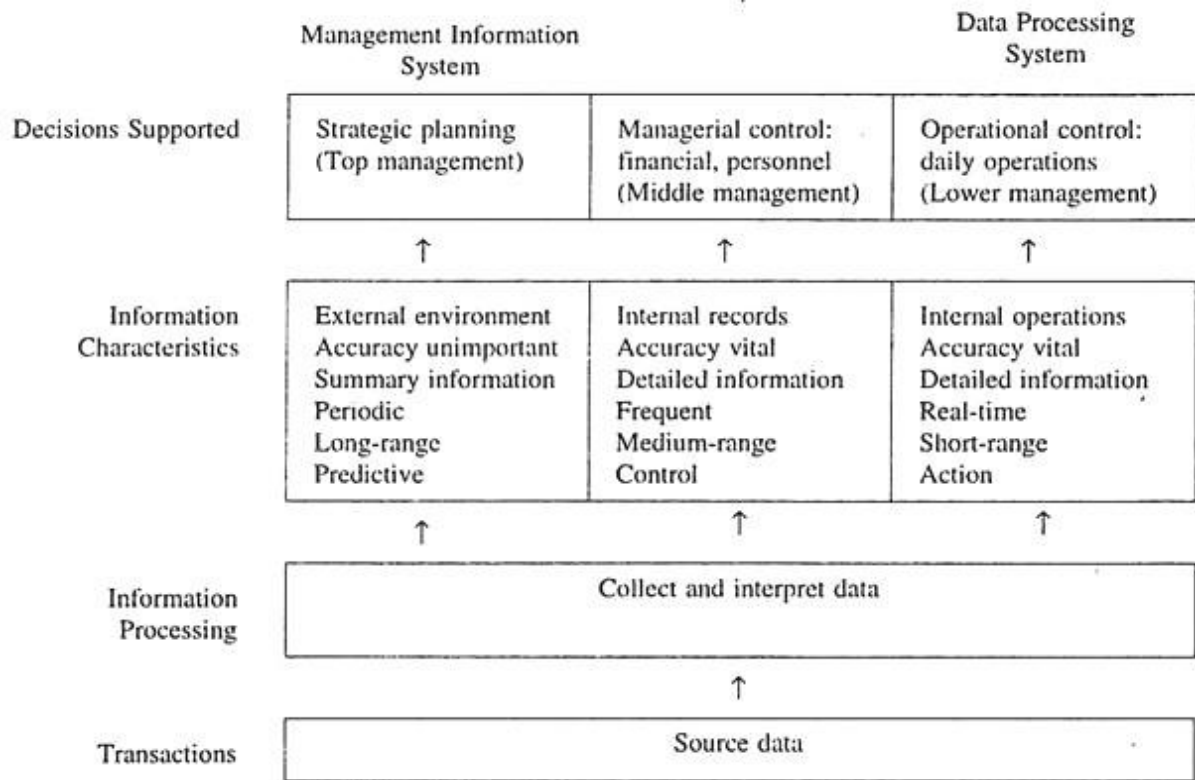 Management Information
System
Data Processing
System
Decisions Supported
Strategic planning
(Top management)
Managerial control:
financial, personnel
(Middle management)
Operational control:
daily operations
(Lower management)
↑ ↑ ↑
Information
Characteristics
External environment
Accuracy unimportant
Summary information
Periodic
Long-range
Predictive
Internal records
Accuracy vital
Detailed information
Frequent
Medium-range
Control
Internal operations
Accuracy vital
Detailed information
Real-time
Short-range
Action
↑ ↑ ↑
Information
Processing
Collect and interpret data
↑
Transactions
Source data